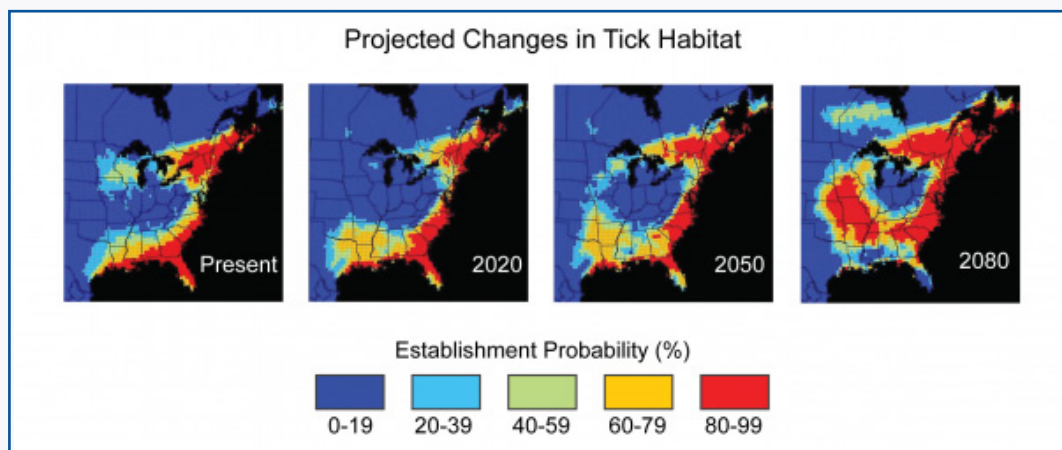 Projected Changes in Tick Habitat
Present
2020
2050
2080
Establishment Probability (%)
0-19
20-39
40-59
60-79
80-99